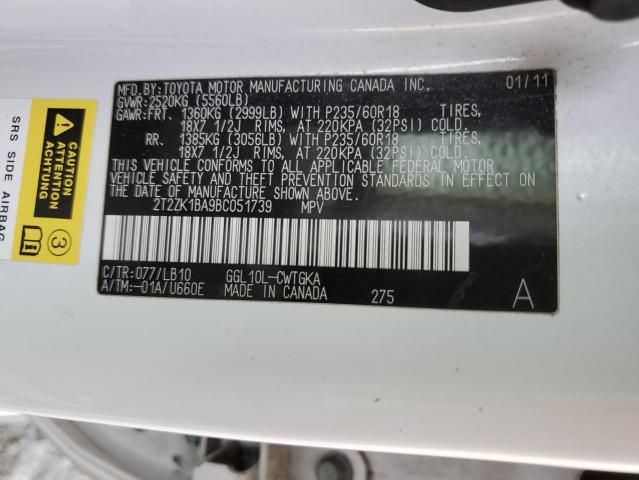 MFD.BY:TOYOTA MOTOR MANUFACTURING CANADA INC. 01/11
GVWR:2520KG (5560LB)
GAWR:FRT. 1360KG (2999LB) WITH P235/60R18 TIRES,
18X7 1/2J RIMS, AT 220KPA (32PSI) COLD.
RR. 1385KG (3056LB) WITH P235/60R18 TIRES,
18X7 1/2J RIMS, AT 220KPA (32PSI) COLD.
THIS VEHICLE CONFORMS TO ALL APPLICABLE FEDERAL MOTOR
VEHICLE SAFETY AND THEFT PREVENTION STANDARDS IN EFFECT
ON THE DATE OF MANUFACTURE SHOWN ABOVE.
2T2ZK1BA9BC051739 MPV
C/TR:077/LB10 GGL10L-CWTGKA
A/TM:-01A/U660E MADE IN CANADA 275 A
CAUTION
ATTENTION
ACHTUNG
SRS SIDE AIRBAG
i
3